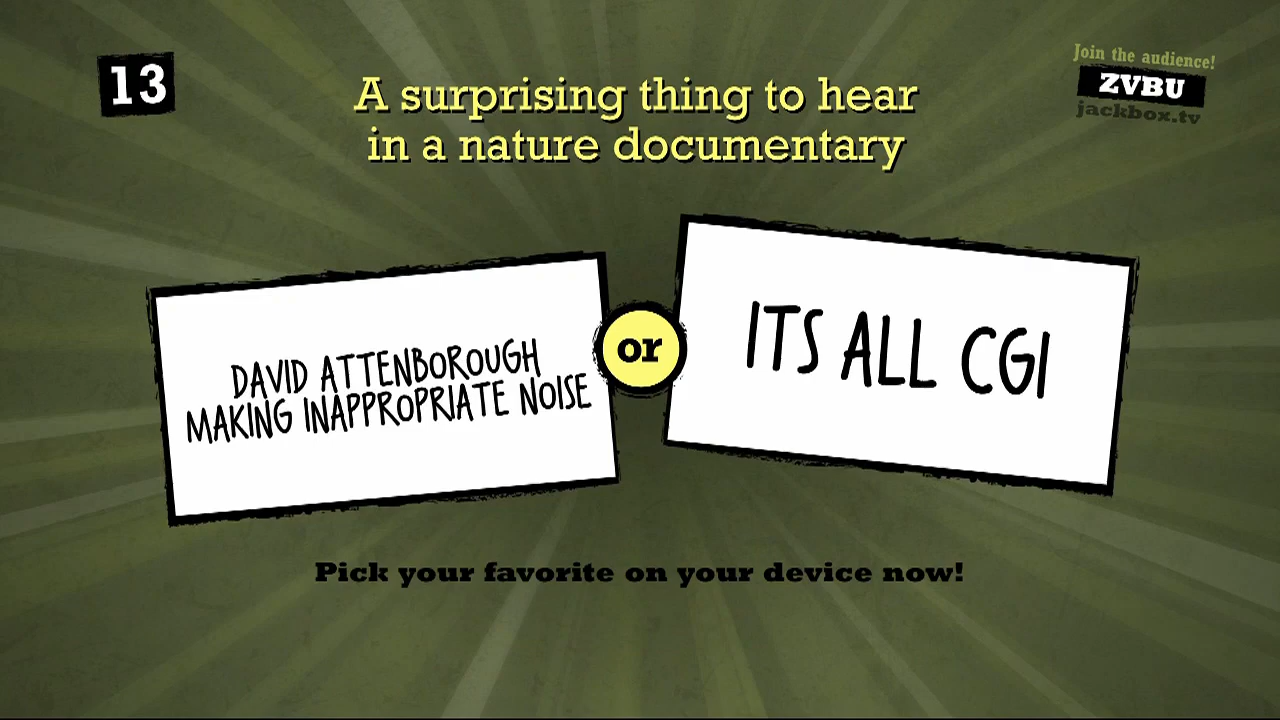 13
A surprising thing to hear
in a nature documentary
Join the audience!
ZVBU
jackbox.tv
DAVID ATTENBOROUGH
MAKING INAPPROPRIATE NOISE
or
ITS ALL CGI
Pick your favorite on your device now!